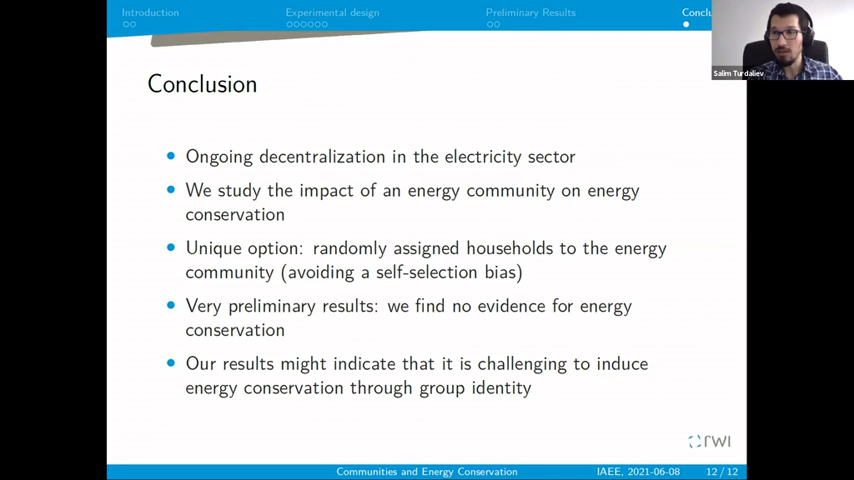 Introduction
Experimental design
Preliminary Results
Conclu
Salim Turdaliev
Conclusion
Ongoing decentralization in the electricity sector
We study the impact of an energy community on energy
conservation
Unique option: randomly assigned households to the energy
community (avoiding a self-selection bias)
Very preliminary results: we find no evidence for energy
conservation
Our results might indicate that it is challenging to induce
energy conservation through group identity
rwi
Communities and Energy Conservation
IAEE, 2021-06-08
12 / 12